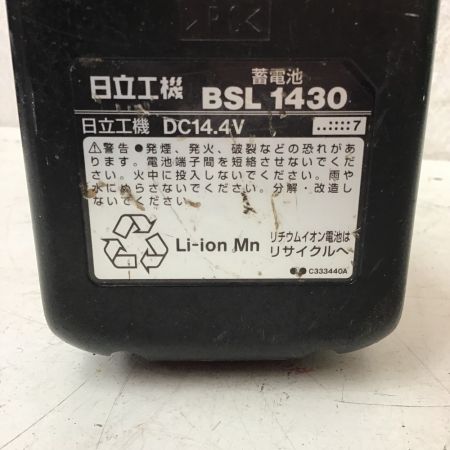 蓄電池
日立工機 BSL 1430
日立工機 DC14.4V ..::::7
⚠警告 ●発煙、発火、破裂などの恐れがあ
ります。電池端子間を短絡させないでくだ
さい。火中に投入しないでください。雨や
水にぬらさないでください。分解・改造し
ないでください。
Li-ion Mn
リチウムイオン電池は
リサイクルへ
C333440A